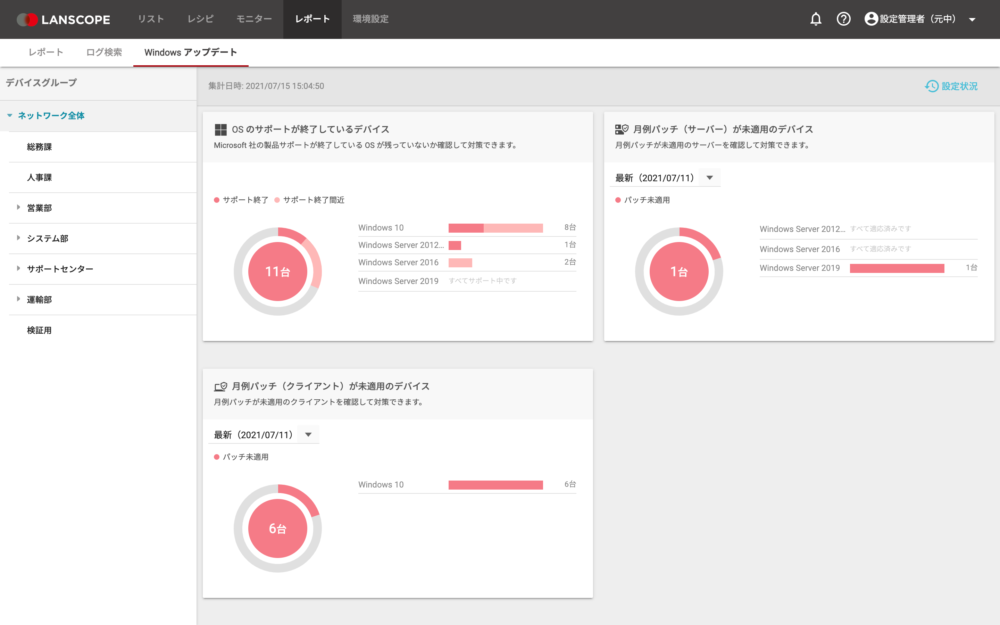 LANSCOPE リスト レシピ モニター レポート 環境設定 設定管理者（元中）
レポート ログ検索 Windows アップデート
デバイスグループ
ネットワーク全体
総務課
人事課
営業部
システム部
サポートセンター
運輸部
検証用
集計日時: 2021/07/15 15:04:50 設定状況
OS のサポートが終了しているデバイス
Microsoft 社の製品サポートが終了している OS が残っていないか確認して対策できます。
サポート終了 サポート終了間近
11台
Windows 10 8台
Windows Server 2012... 1台
Windows Server 2016 2台
Windows Server 2019 すべてサポート中です
月例パッチ（サーバー）が未適用のデバイス
月例パッチが未適用のサーバーを確認して対策できます。
最新（2021/07/11）
パッチ未適用
1台
Windows Server 2012... すべて適応済みです
Windows Server 2016 すべて適応済みです
Windows Server 2019 1台
月例パッチ（クライアント）が未適用のデバイス
月例パッチが未適用のクライアントを確認して対策できます。
最新（2021/07/11）
パッチ未適用
6台
Windows 10 6台